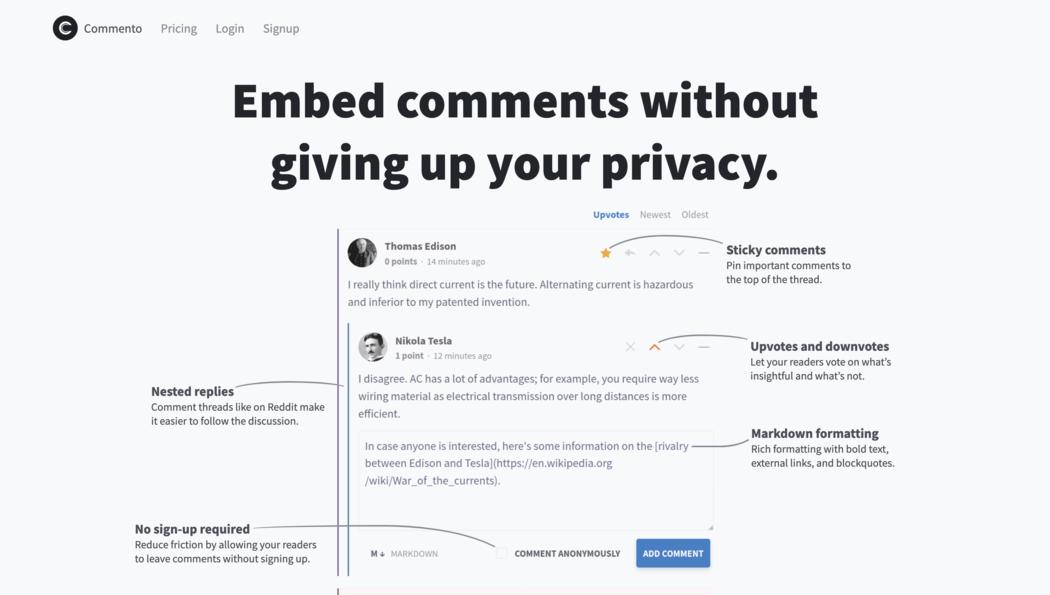 Commento Pricing Login Signup
Embed comments without
giving up your privacy.
Upvotes Newest Oldest
Thomas Edison
0 points · 14 minutes ago
I really think direct current is the future. Alternating current is hazardous
and inferior to my patented invention.
Sticky comments
Pin important comments to
the top of the thread.
Nikola Tesla
1 point · 12 minutes ago
I disagree. AC has a lot of advantages; for example, you require way less
wiring material as electrical transmission over long distances is more
efficient.
Upvotes and downvotes
Let your readers vote on what's
insightful and what's not.
Nested replies
Comment threads like on Reddit make
it easier to follow the discussion.
In case anyone is interested, here's some information on the [rivalry
between Edison and Tesla](https://en.wikipedia.org
/wiki/War_of_the_currents).
Markdown formatting
Rich formatting with bold text,
external links, and blockquotes.
No sign-up required
Reduce friction by allowing your readers
to leave comments without signing up.
M ↓ MARKDOWN COMMENT ANONYMOUSLY ADD COMMENT